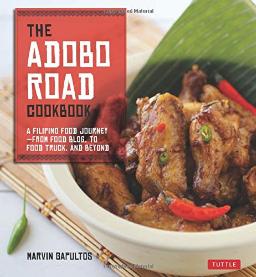 THE
ADOBO
ROAD
COOKBOOK
A FILIPINO FOOD JOURNEY
—FROM FOOD BLOG, TO
FOOD TRUCK, AND BEYOND
MARVIN GAPULTOS
TUTTLE